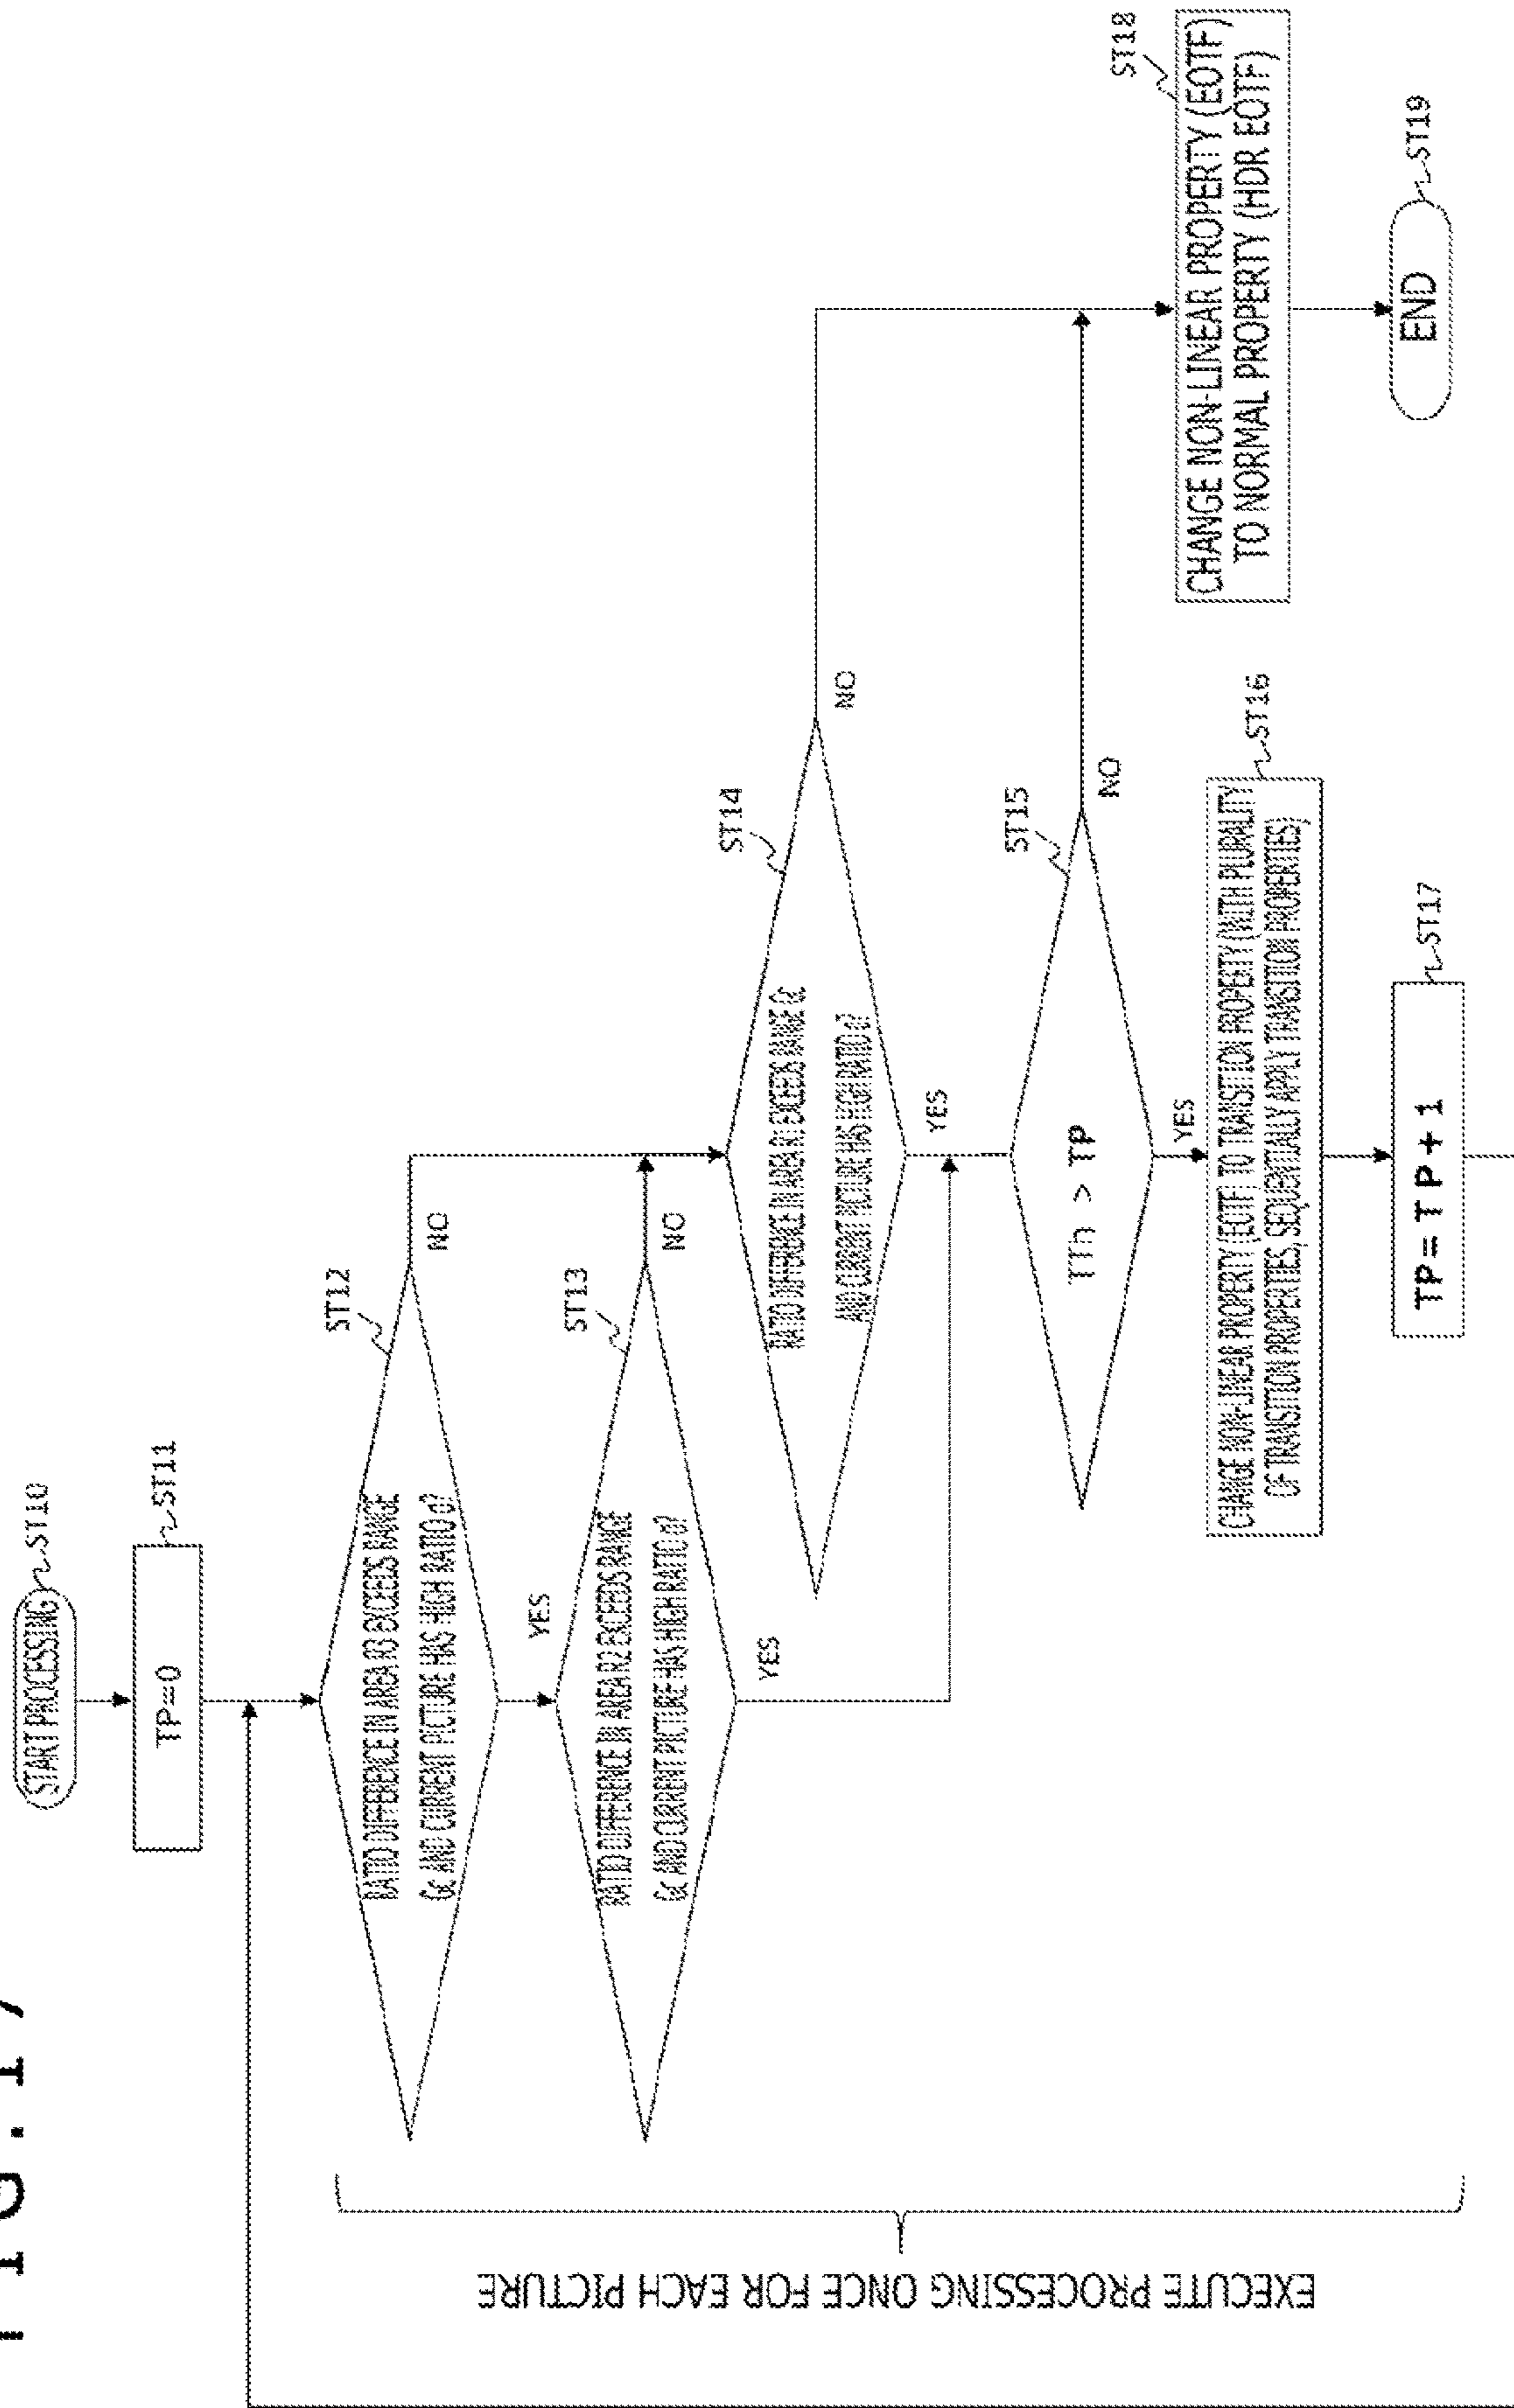 FIG. 17
START PROCESSING
ST10
TP=0
ST11
ST12
RATIO DIFFERENCE IN AREA R3 EXCEEDS RANGE
Gc AND CURRENT PICTURE HAS HIGH RATIO α?
NO
YES
ST13
RATIO DIFFERENCE IN AREA R2 EXCEEDS RANGE
Gc AND CURRENT PICTURE HAS HIGH RATIO α?
NO
YES
ST14
RATIO DIFFERENCE IN AREA R1 EXCEEDS RANGE Gc
AND CURRENT PICTURE HAS HIGH RATIO α?
NO
YES
ST15
TTh > TP
NO
YES
ST16
CHANGE NON-LINEAR PROPERTY (EOTF) TO TRANSITION PROPERTY (WITH PLURALITY
OF TRANSITION PROPERTIES, SEQUENTIALLY APPLY TRANSITION PROPERTIES)
TP=TP+1
ST17
ST18
CHANGE NON-LINEAR PROPERTY (EOTF)
TO NORMAL PROPERTY (HDR EOTF)
END
ST19
EXECUTE PROCESSING ONCE FOR EACH PICTURE